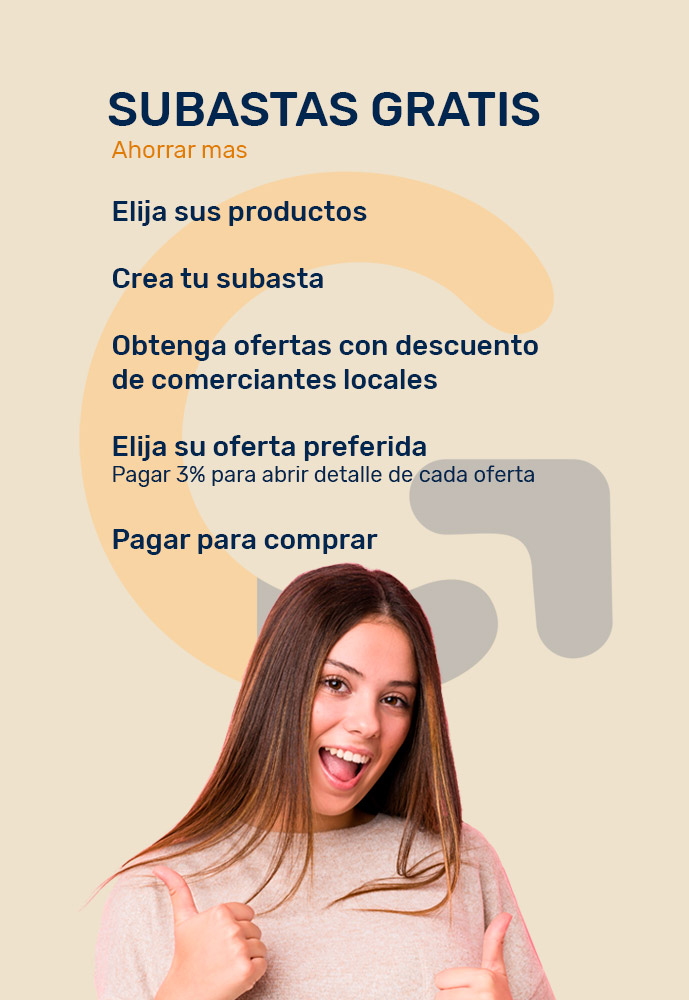 SUBASTAS GRATIS
Ahorrar mas
Elija sus productos
Crea tu subasta
Obtenga ofertas con descuento
de comerciantes locales
Elija su oferta preferida
Pagar 3% para abrir detalle de cada oferta
Pagar para comprar